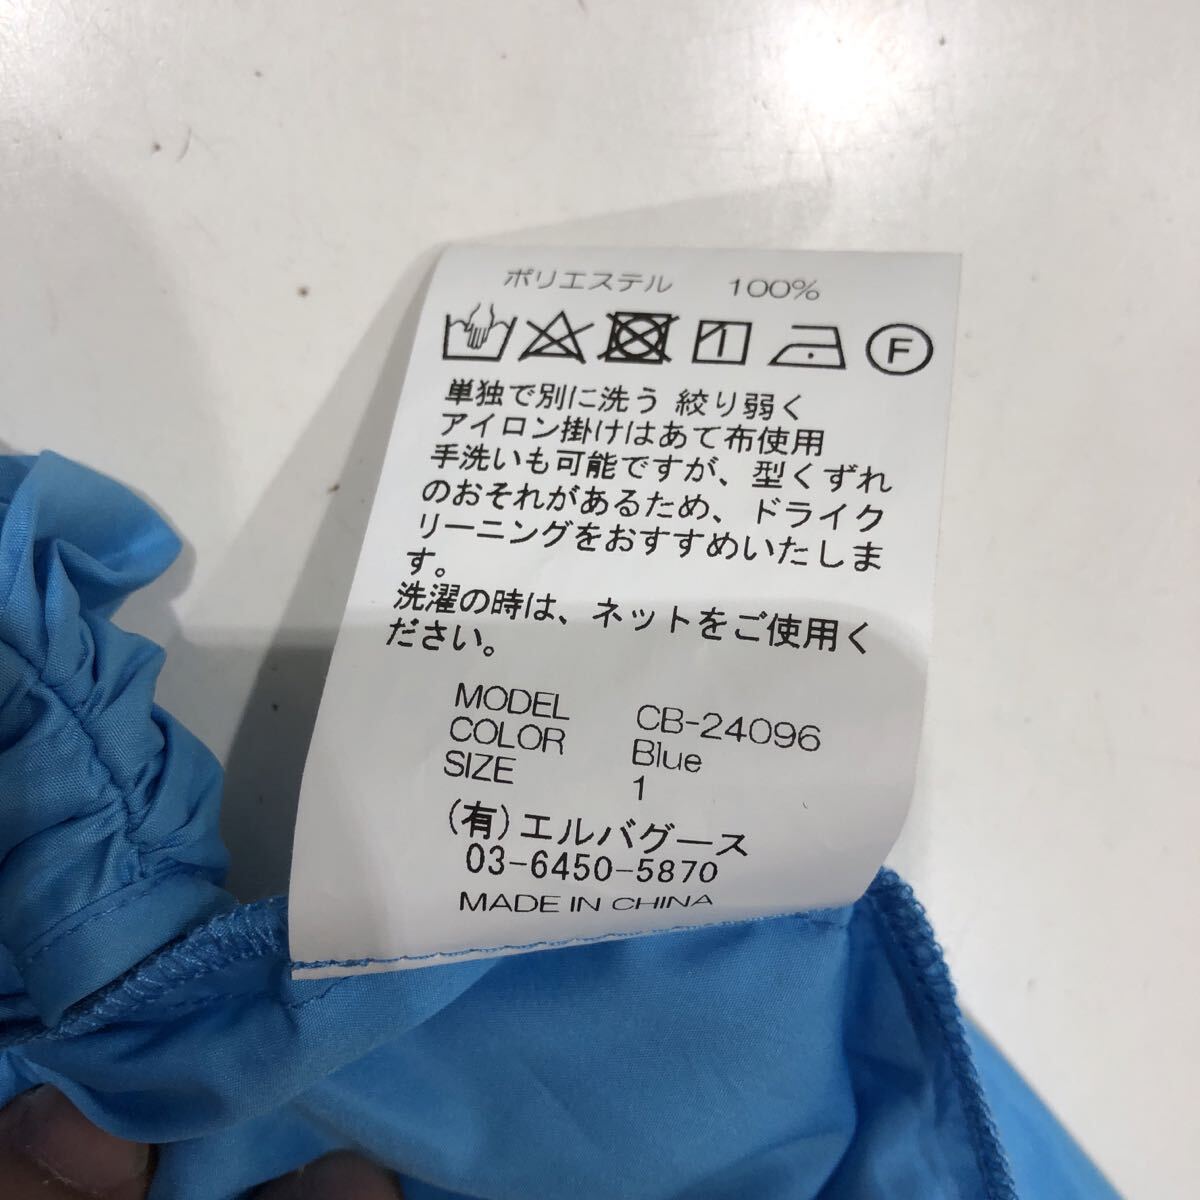 ポリエステル 100%
F
単独で別に洗う 絞り弱く
アイロン掛けはあて布使用
手洗いも可能ですが、型くずれ
のおそれがあるため、ドライク
リーニングをおすすめいたしま
す。
洗濯の時は、ネットをご使用く
ださい。
MODEL CB-24096
COLOR Blue
SIZE 1
(有)エルバグース
03-6450-5870
MADE IN CHINA